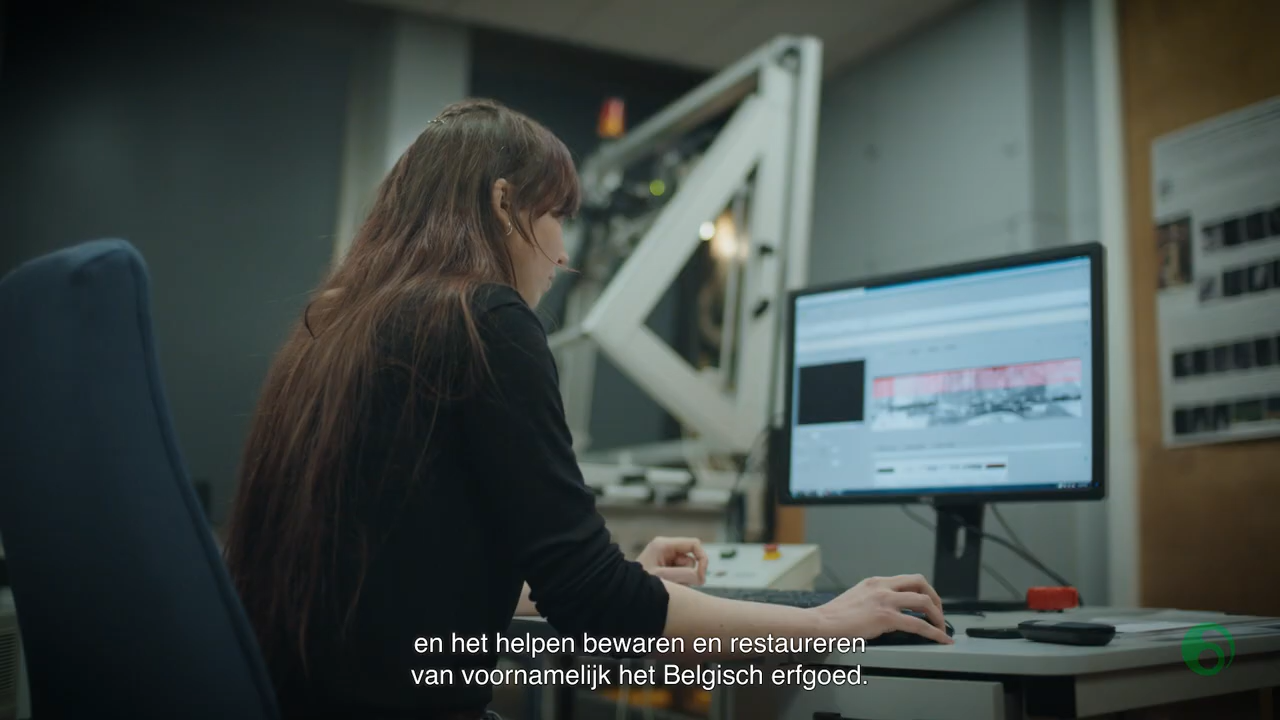 en het helpen bewaren en restaureren
van voornamelijk het Belgisch erfgoed.